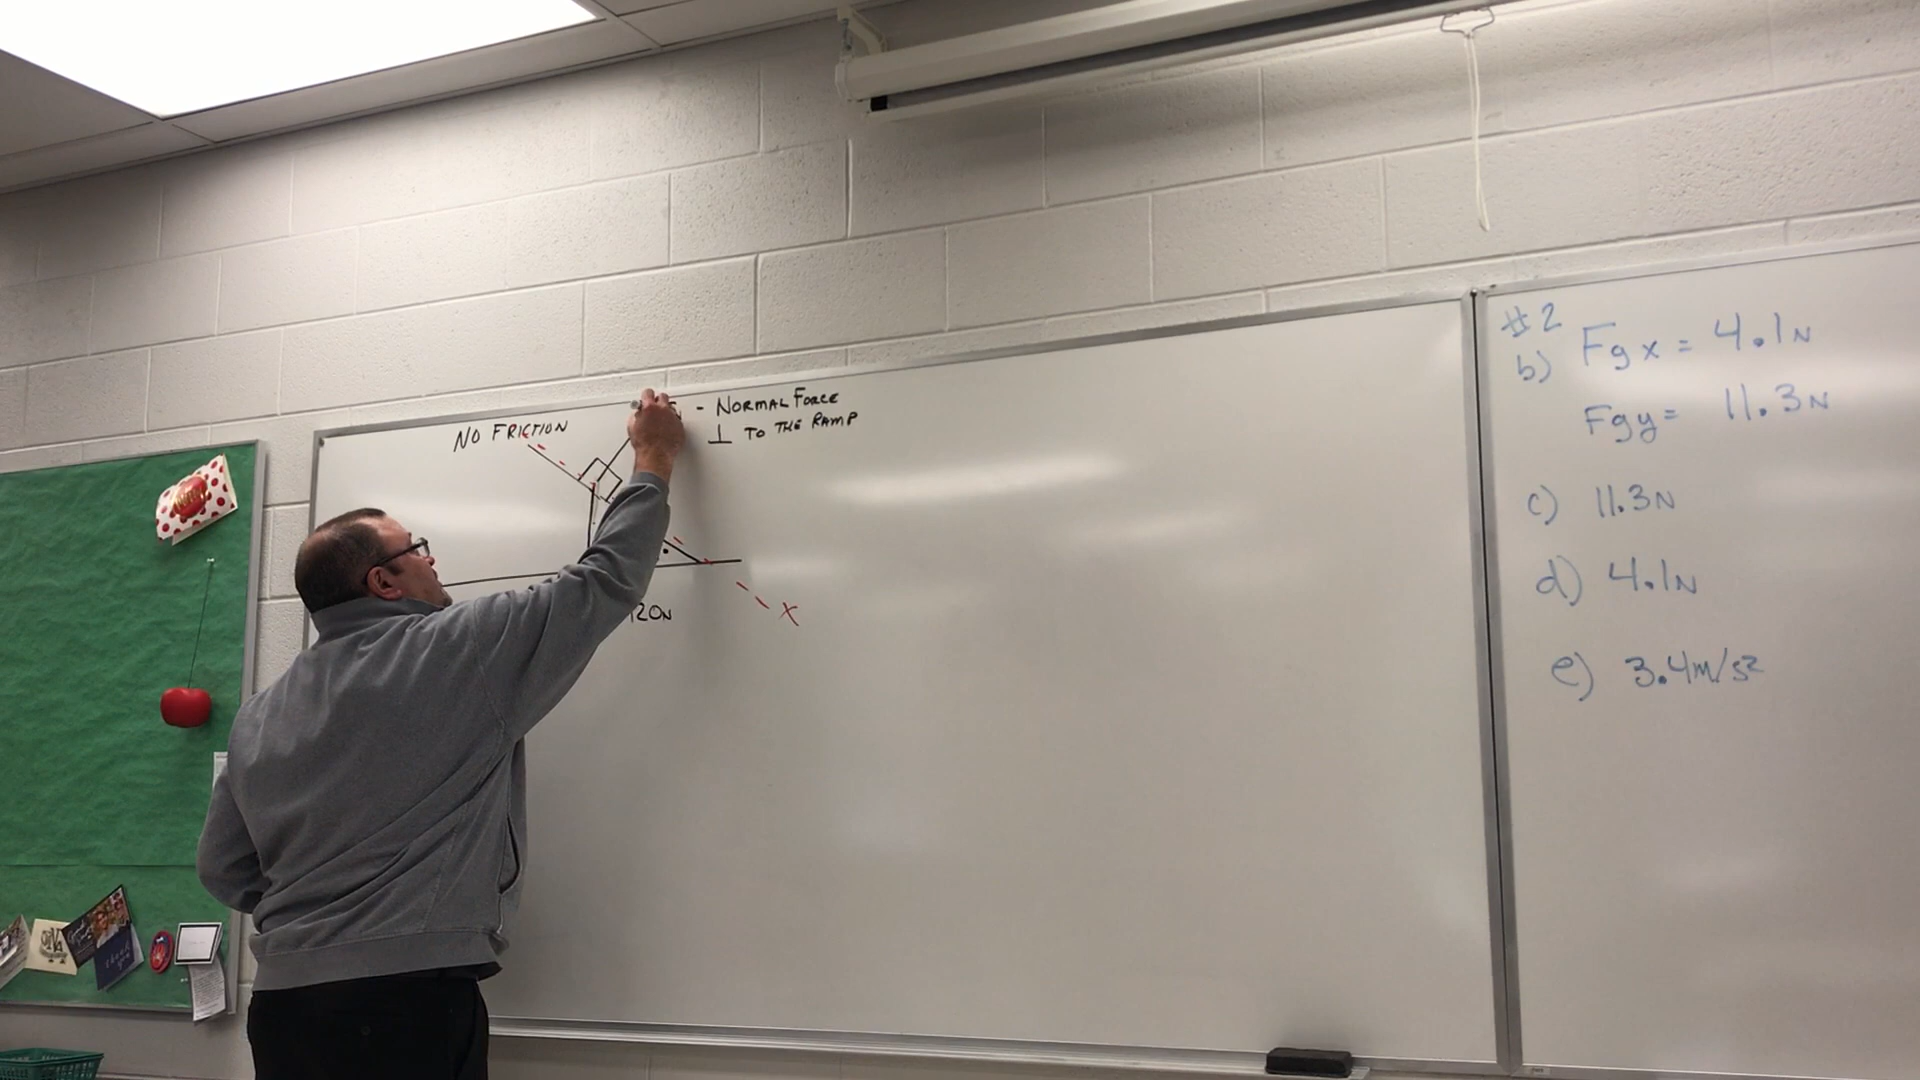 NO FRICTION
- NORMAL FORCE
⊥ TO THE RAMP
120N
X
#2
b) Fgx = 4.1N
Fgy = 11.3N
c) 11.3N
d) 4.1N
e) 3.4m/s²